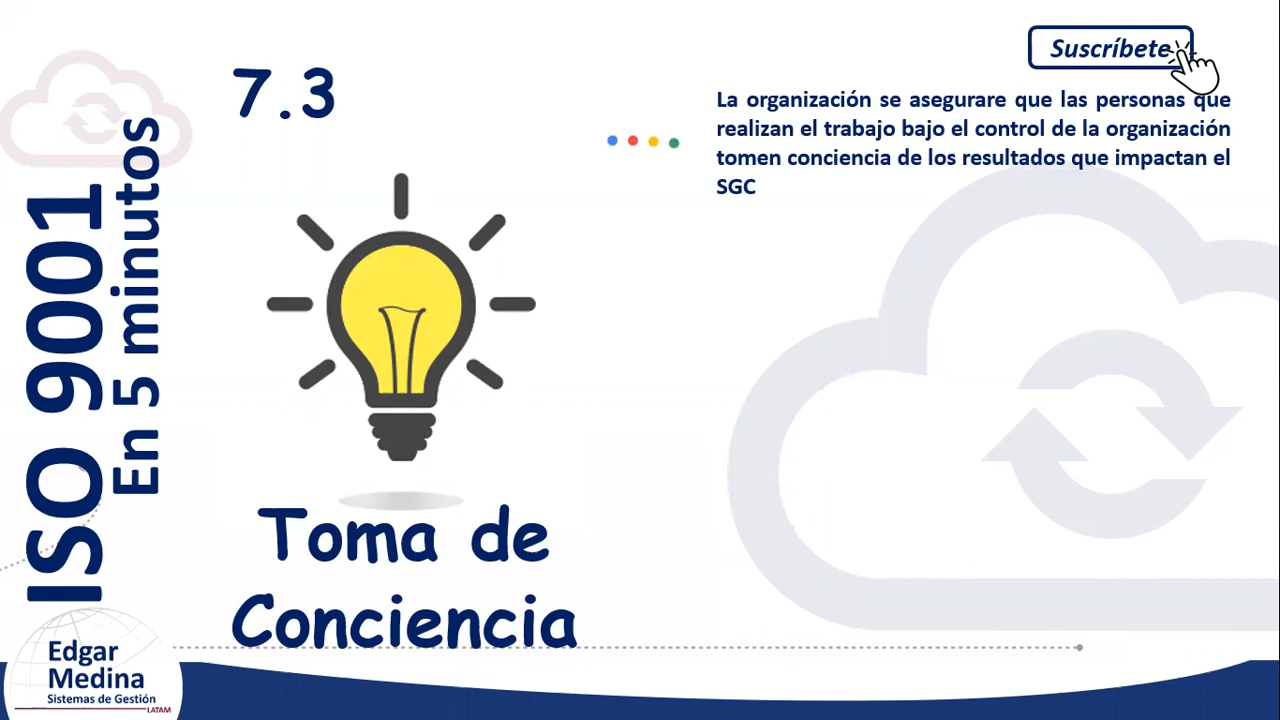 ISO 9001
En 5 minutos
7.3
Toma de
Conciencia
Suscríbete
La organización se asegurare que las personas que
realizan el trabajo bajo el control de la organización
tomen conciencia de los resultados que impactan el
SGC
Edgar
Medina
Sistemas de Gestión
LATAM